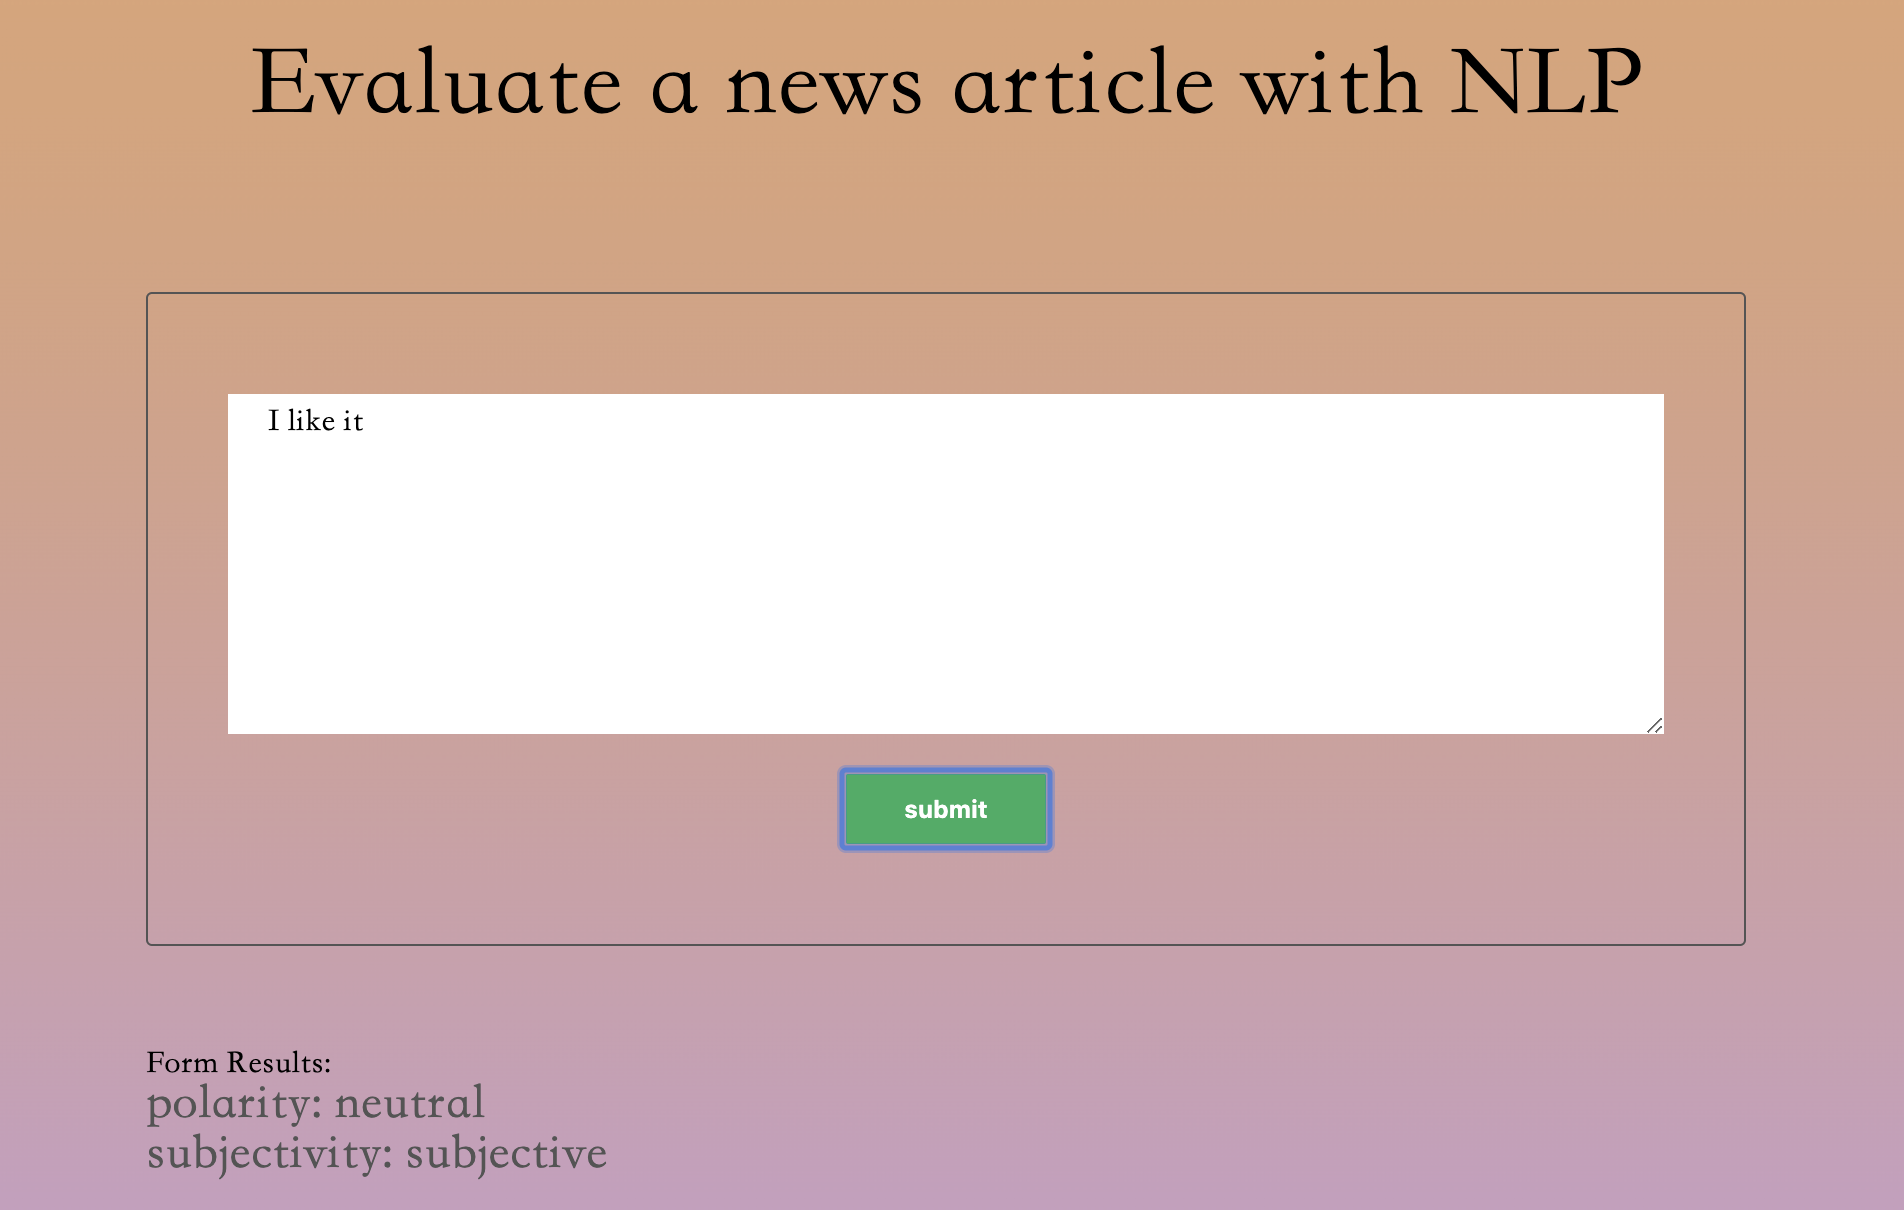 Evaluate a news article with NLP
I like it
submit
Form Results:
polarity: neutral
subjectivity: subjective